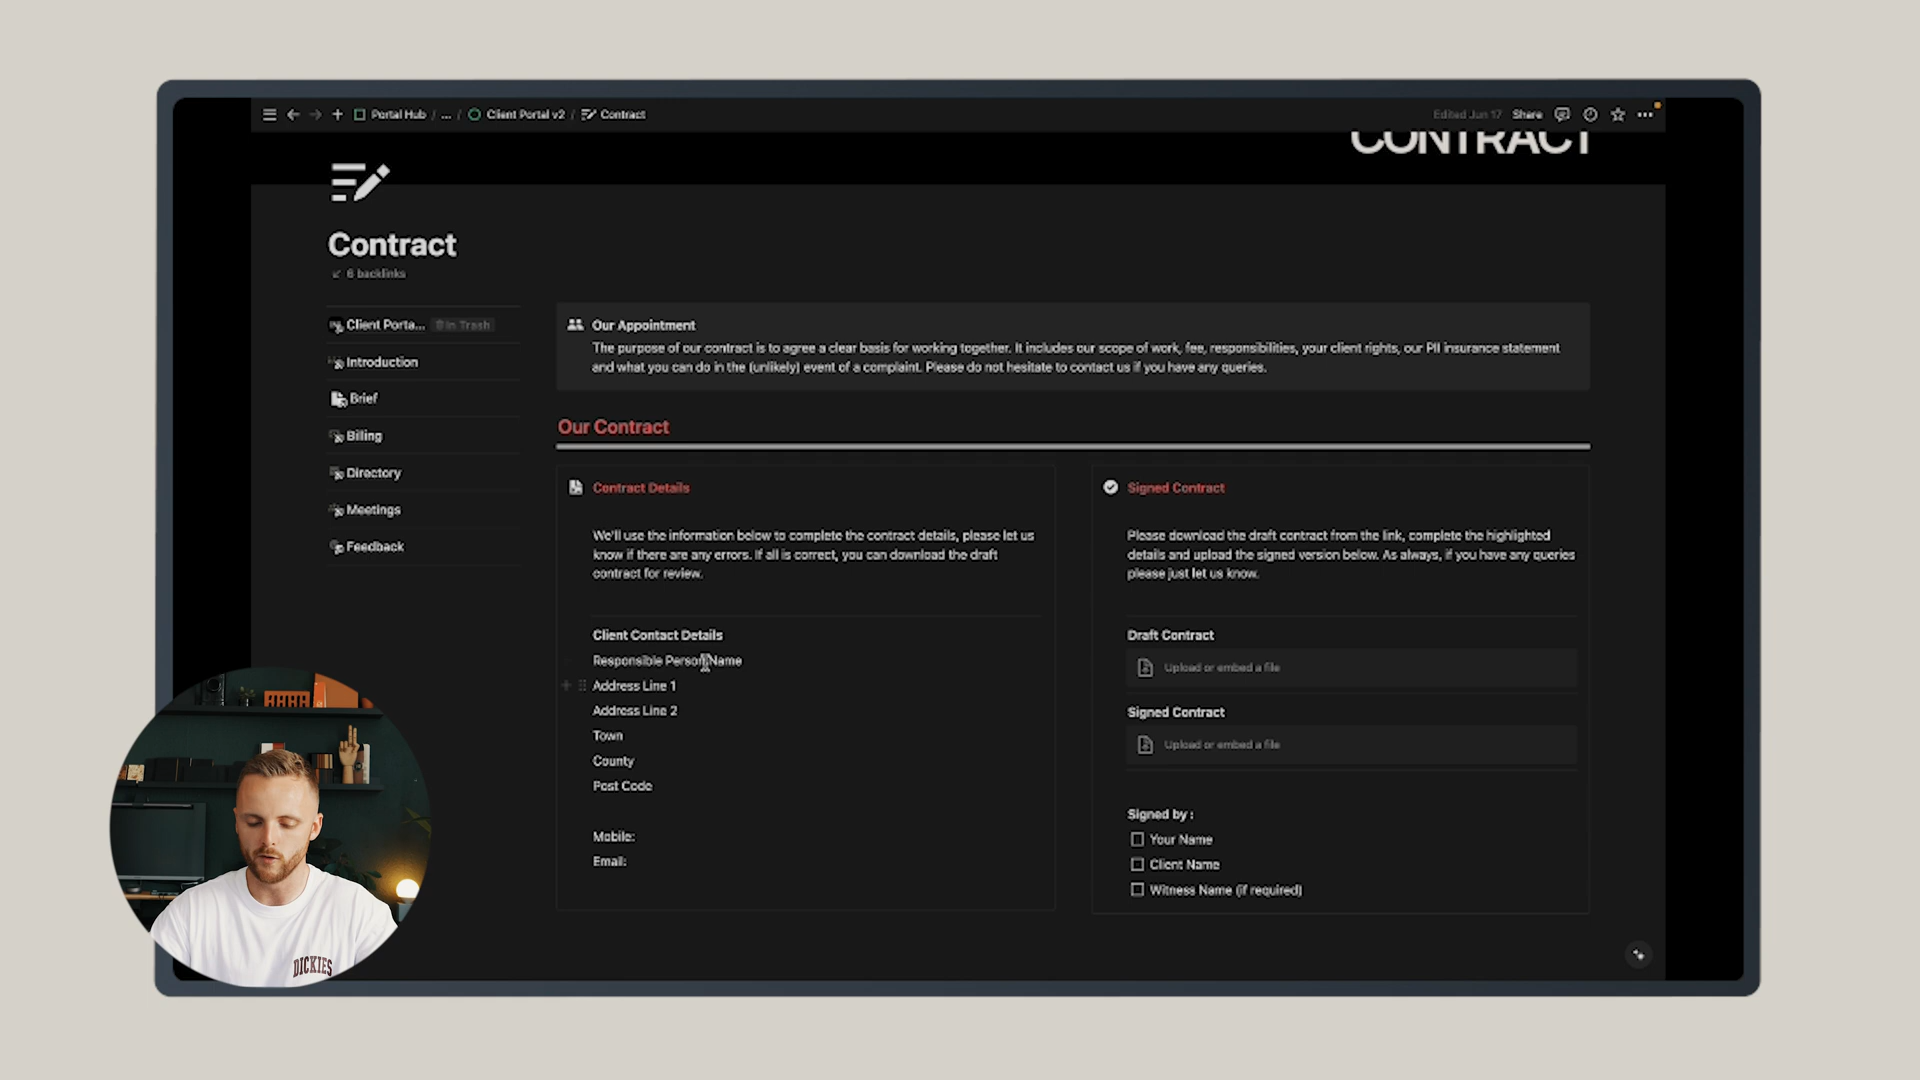 Portal Hub / ... / Client Portal v2 / Contract
Edited Jun 17 Share
CONTRACT
Contract
6 backlinks
Client Porta... In Trash
Introduction
Brief
Billing
Directory
Meetings
Feedback
Our Appointment
The purpose of our contract is to agree a clear basis for working together. It includes our scope of work, fee, responsibilities, your client rights, our PII insurance statement
and what you can do in the (unlikely) event of a complaint. Please do not hesitate to contact us if you have any queries.
Our Contract
Contract Details
We'll use the information below to complete the contract details, please let us
know if there are any errors. If all is correct, you can download the draft
contract for review.
Client Contact Details
Responsible Person Name
Address Line 1
Address Line 2
Town
County
Post Code
Mobile:
Email:
Signed Contract
Please download the draft contract from the link, complete the highlighted
details and upload the signed version below. As always, if you have any queries
please just let us know.
Draft Contract
Upload or embed a file
Signed Contract
Upload or embed a file
Signed by :
Your Name
Client Name
Witness Name (if required)
DICKIES